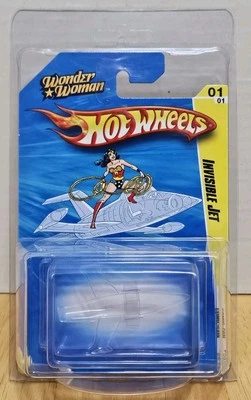 Wonder
Woman
01
01
HOT WHEELS
INVISIBLE JET